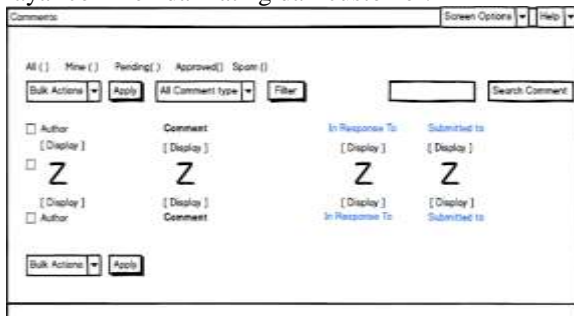 Comments Screen Options Help
All ( ) Mine ( ) Pending( ) Approved() Spam ()
Bulk Actions Apply All Comment type Filter Search Comment
Author Comment In Response To Submitted to
[ Display ] [ Display ] [ Display ] [ Display ]
Z Z Z Z
[ Display ] [ Display ] [ Display ] [ Display ]
Author Comment In Response To Submitted to
Bulk Actions Apply